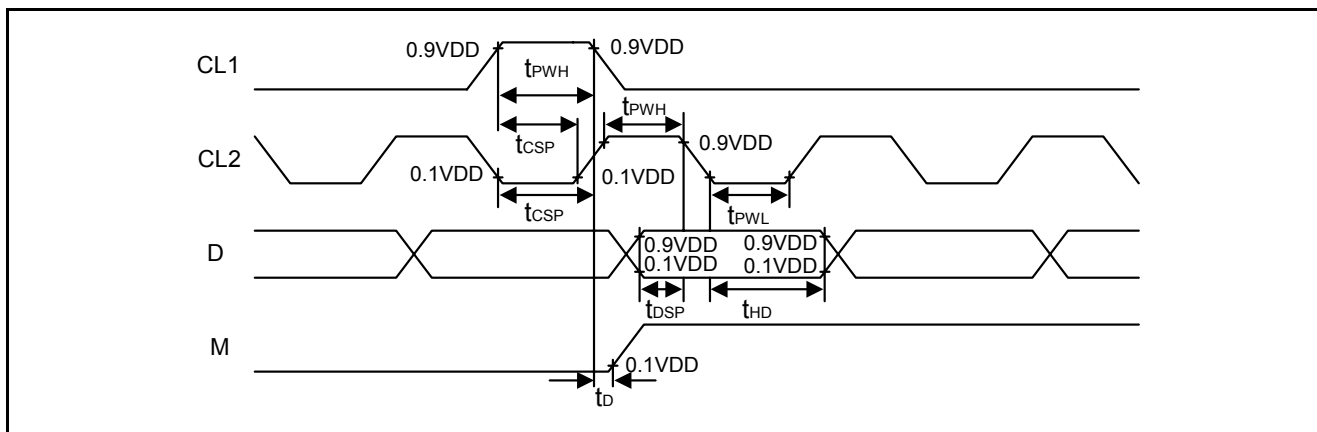 CL1
0.9VDD
0.9VDD
tPWH
tPWH
tCSP
CL2
0.9VDD
0.1VDD
0.1VDD
tCSP
tPWL
D
0.9VDD
0.9VDD
0.1VDD
0.1VDD
tDSP
tHD
M
0.1VDD
tD